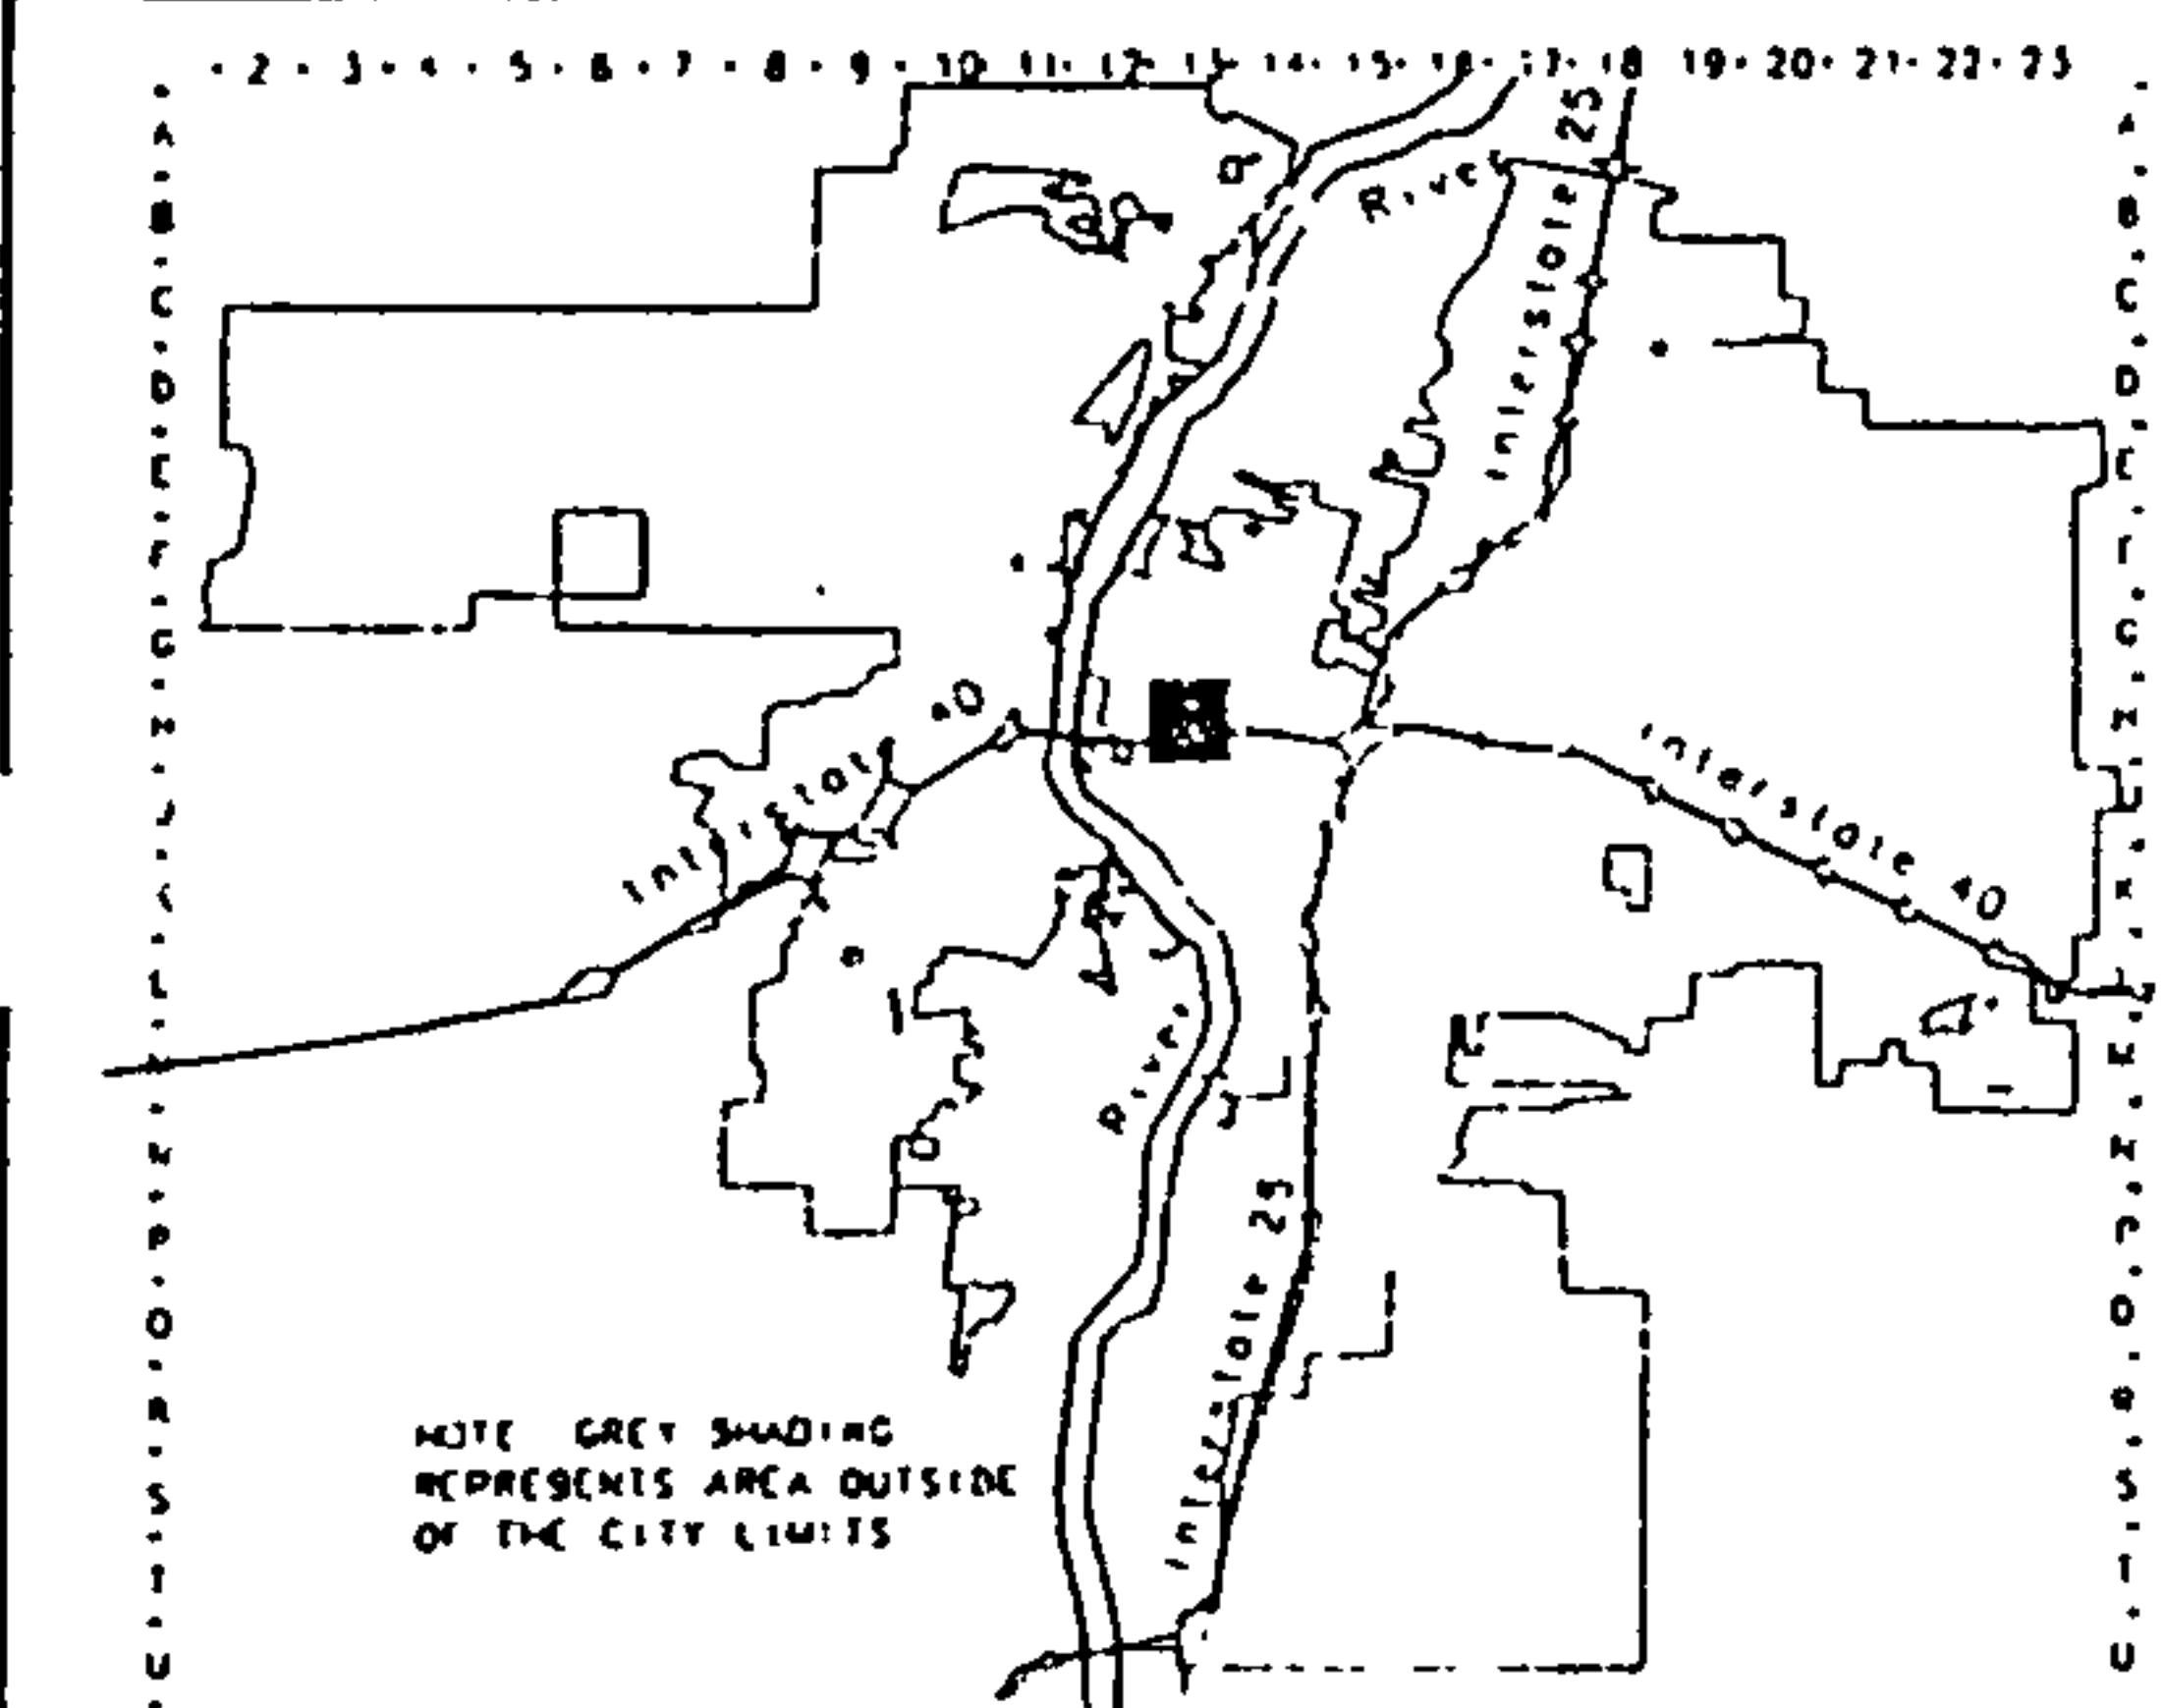 2 3 4 5 6 7 8 9 10 11 12 13 14 15 16 17 18 19 20 21 22 23
A
B
C
D
E
F
G
H
J
K
L
M
N
P
Q
R
S
T
U
25
River
Interstate
40
Interstate
Interstate 40
River
Interstate 25
NOTE GREY SHADING
REPRESENTS AREA OUTSIDE
OF THE CITY LIMITS
A
B
C
D
E
F
G
H
J
K
L
M
N
P
Q
R
S
T
U